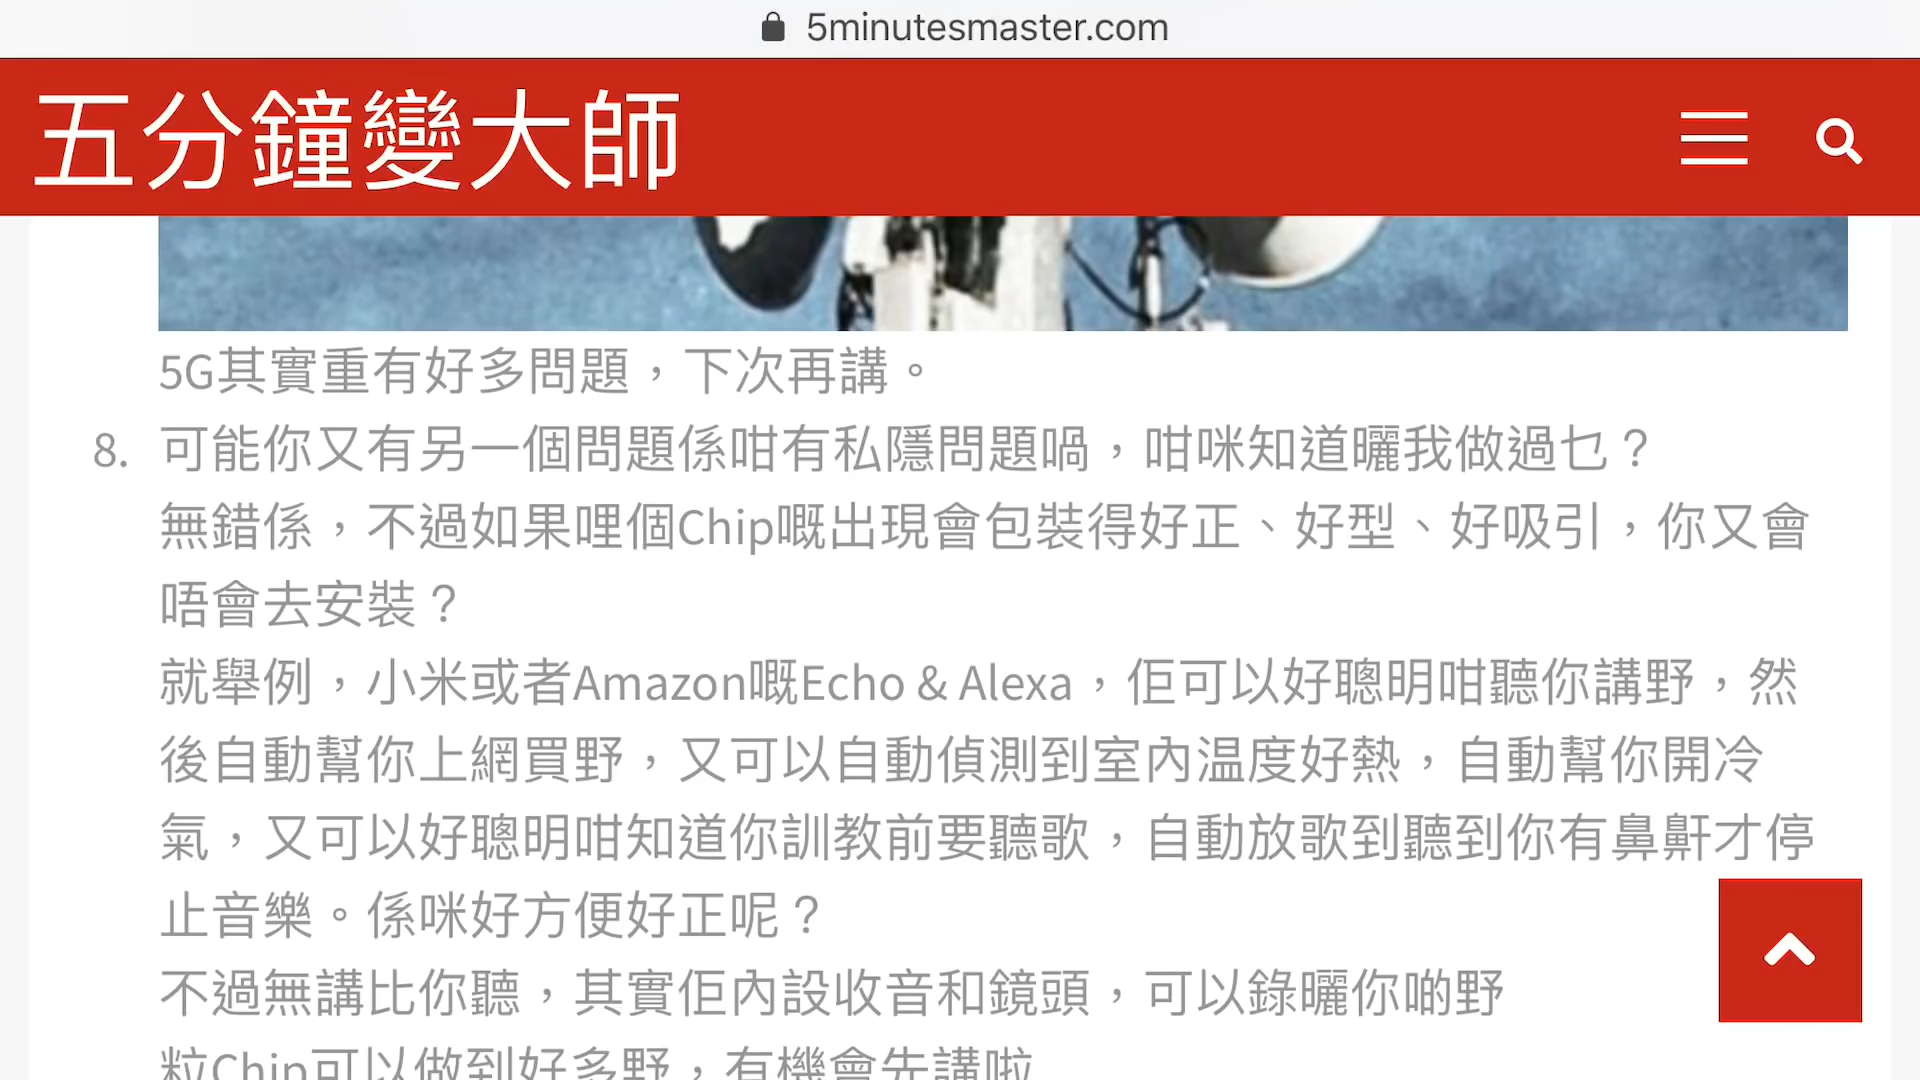 5minutesmaster.com
五分鐘變大師
5G其實重有好多問題，下次再講。
8. 可能你又有另一個問題係咁有私隱問題喎，咁咪知道曬我做過乜？
無錯係，不過如果哩個Chip嘅出現會包裝得好正、好型、好吸引，你又會
唔會去安裝？
就舉例，小米或者Amazon嘅Echo & Alexa，佢可以好聰明咁聽你講野，然
後自動幫你上網買野，又可以自動偵測到室內温度好熱，自動幫你開冷
氣，又可以好聰明咁知道你訓教前要聽歌，自動放歌到聽到你有鼻鼾才停
止音樂。係咪好方便好正呢？
不過無講比你聽，其實佢內設收音和鏡頭，可以錄曬你啲野
粒Chip可以做到好多野，有機會先講啦